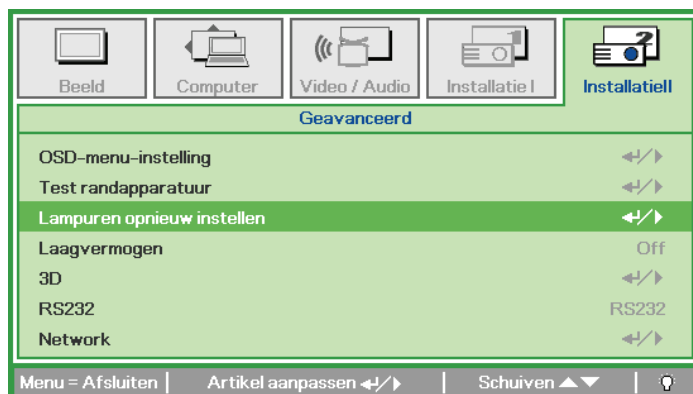 Beeld Computer Video / Audio Installatie I InstallatieII
Geavanceerd
OSD-menu-instelling
Test randapparatuur
Lampuren opnieuw instellen
Laagvermogen Off
3D
RS232 RS232
Network
Menu = Afsluiten Artikel aanpassen Schuiven